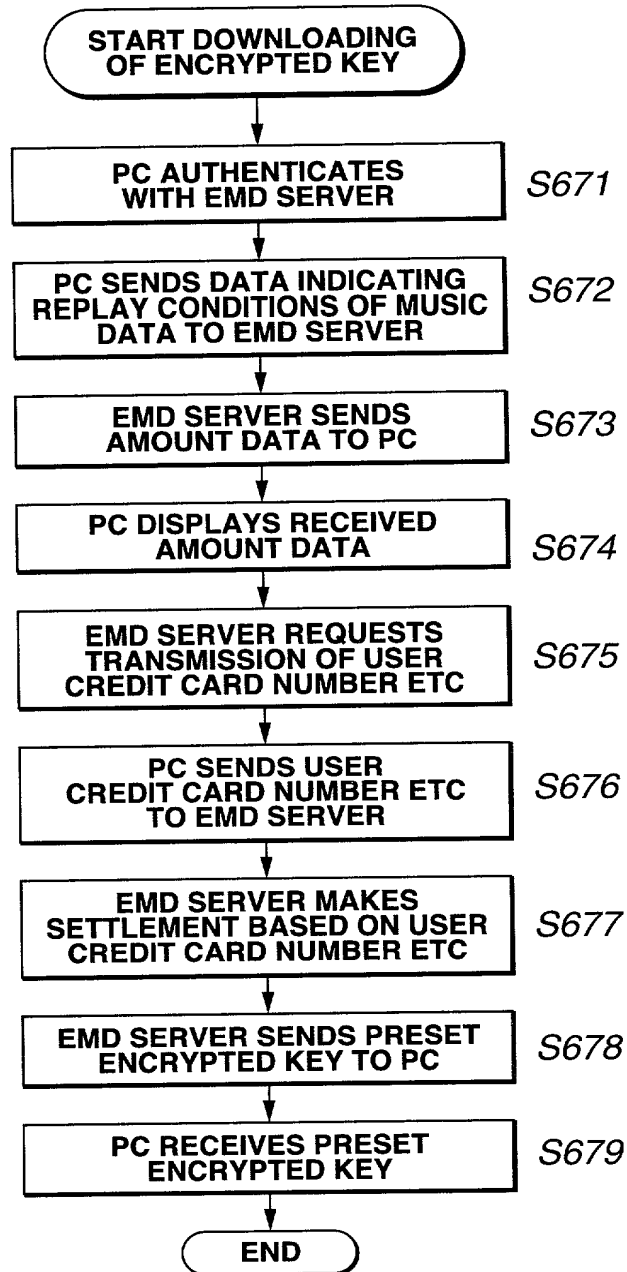 START DOWNLOADING
OF ENCRYPTED KEY
PC AUTHENTICATES
WITH EMD SERVER
S671
PC SENDS DATA INDICATING
REPLAY CONDITIONS OF MUSIC
DATA TO EMD SERVER
S672
EMD SERVER SENDS
AMOUNT DATA TO PC
S673
PC DISPLAYS RECEIVED
AMOUNT DATA
S674
EMD SERVER REQUESTS
TRANSMISSION OF USER
CREDIT CARD NUMBER ETC
S675
PC SENDS USER
CREDIT CARD NUMBER ETC
TO EMD SERVER
S676
EMD SERVER MAKES
SETTLEMENT BASED ON USER
CREDIT CARD NUMBER ETC
S677
EMD SERVER SENDS PRESET
ENCRYPTED KEY TO PC
S678
PC RECEIVES PRESET
ENCRYPTED KEY
S679
END